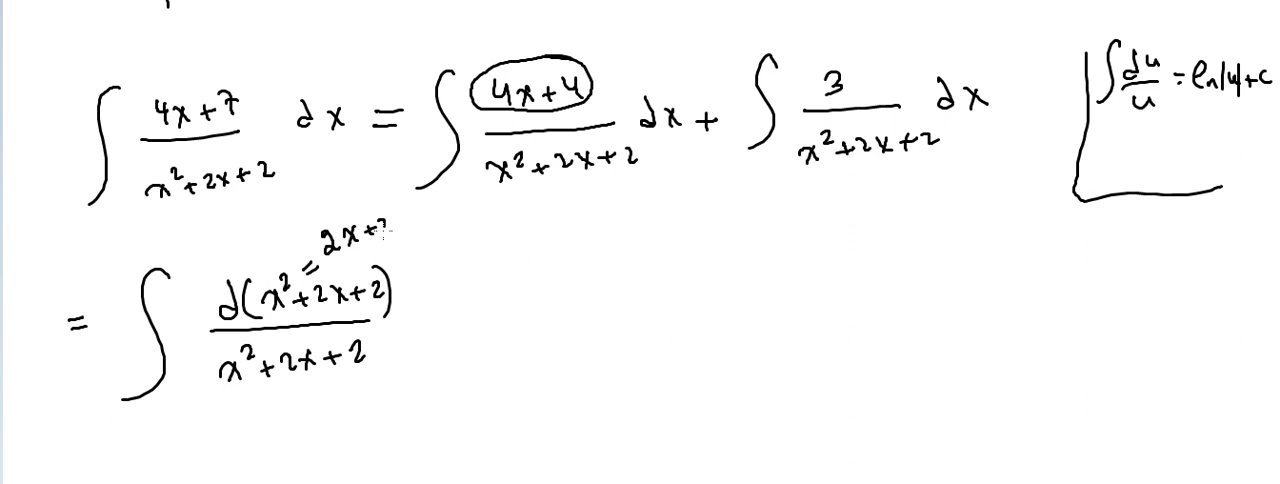 ∫ (4x+7)/(x²+2x+2) dx = ∫ (4x+4)/(x²+2x+2) dx + ∫ 3/(x²+2x+2) dx
∫ du/u = ln|u|+c
= 2x+
= ∫ d(x²+2x+2)/(x²+2x+2)